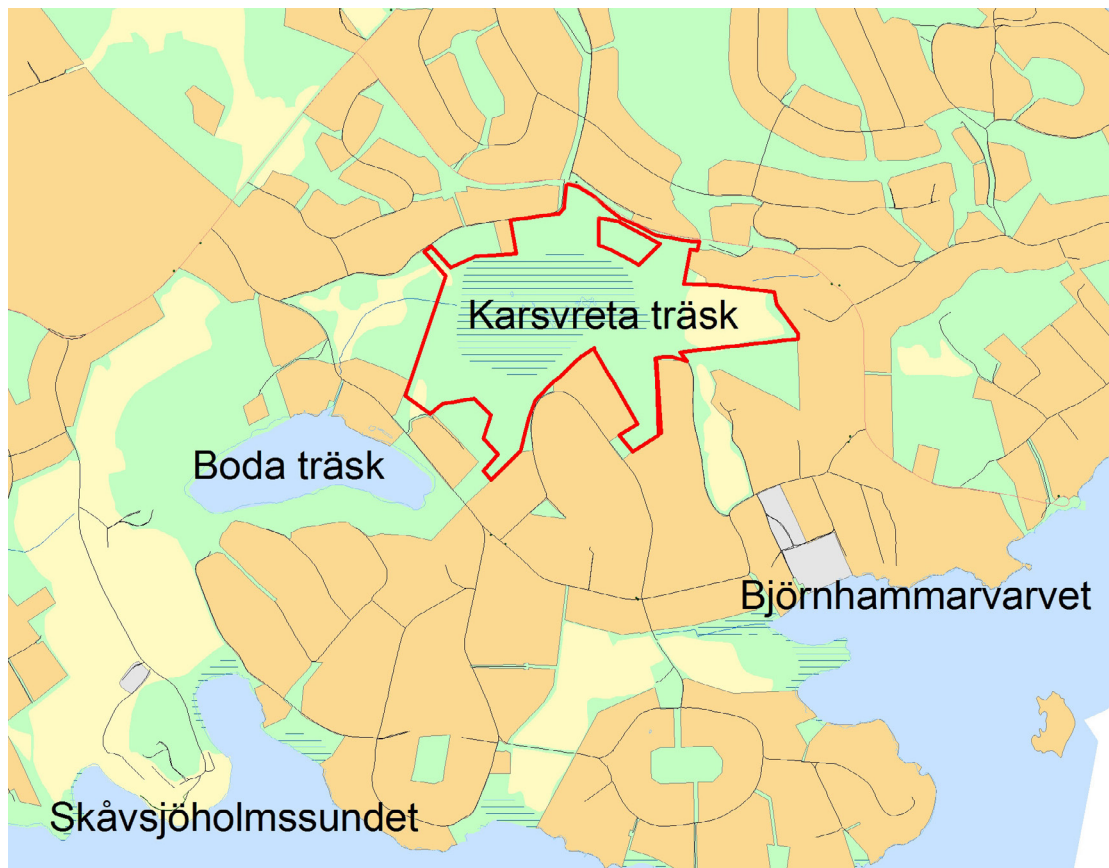 Karsvreta träsk
Boda träsk
Björnhammarvarvet
Skåvsjöholmssundet